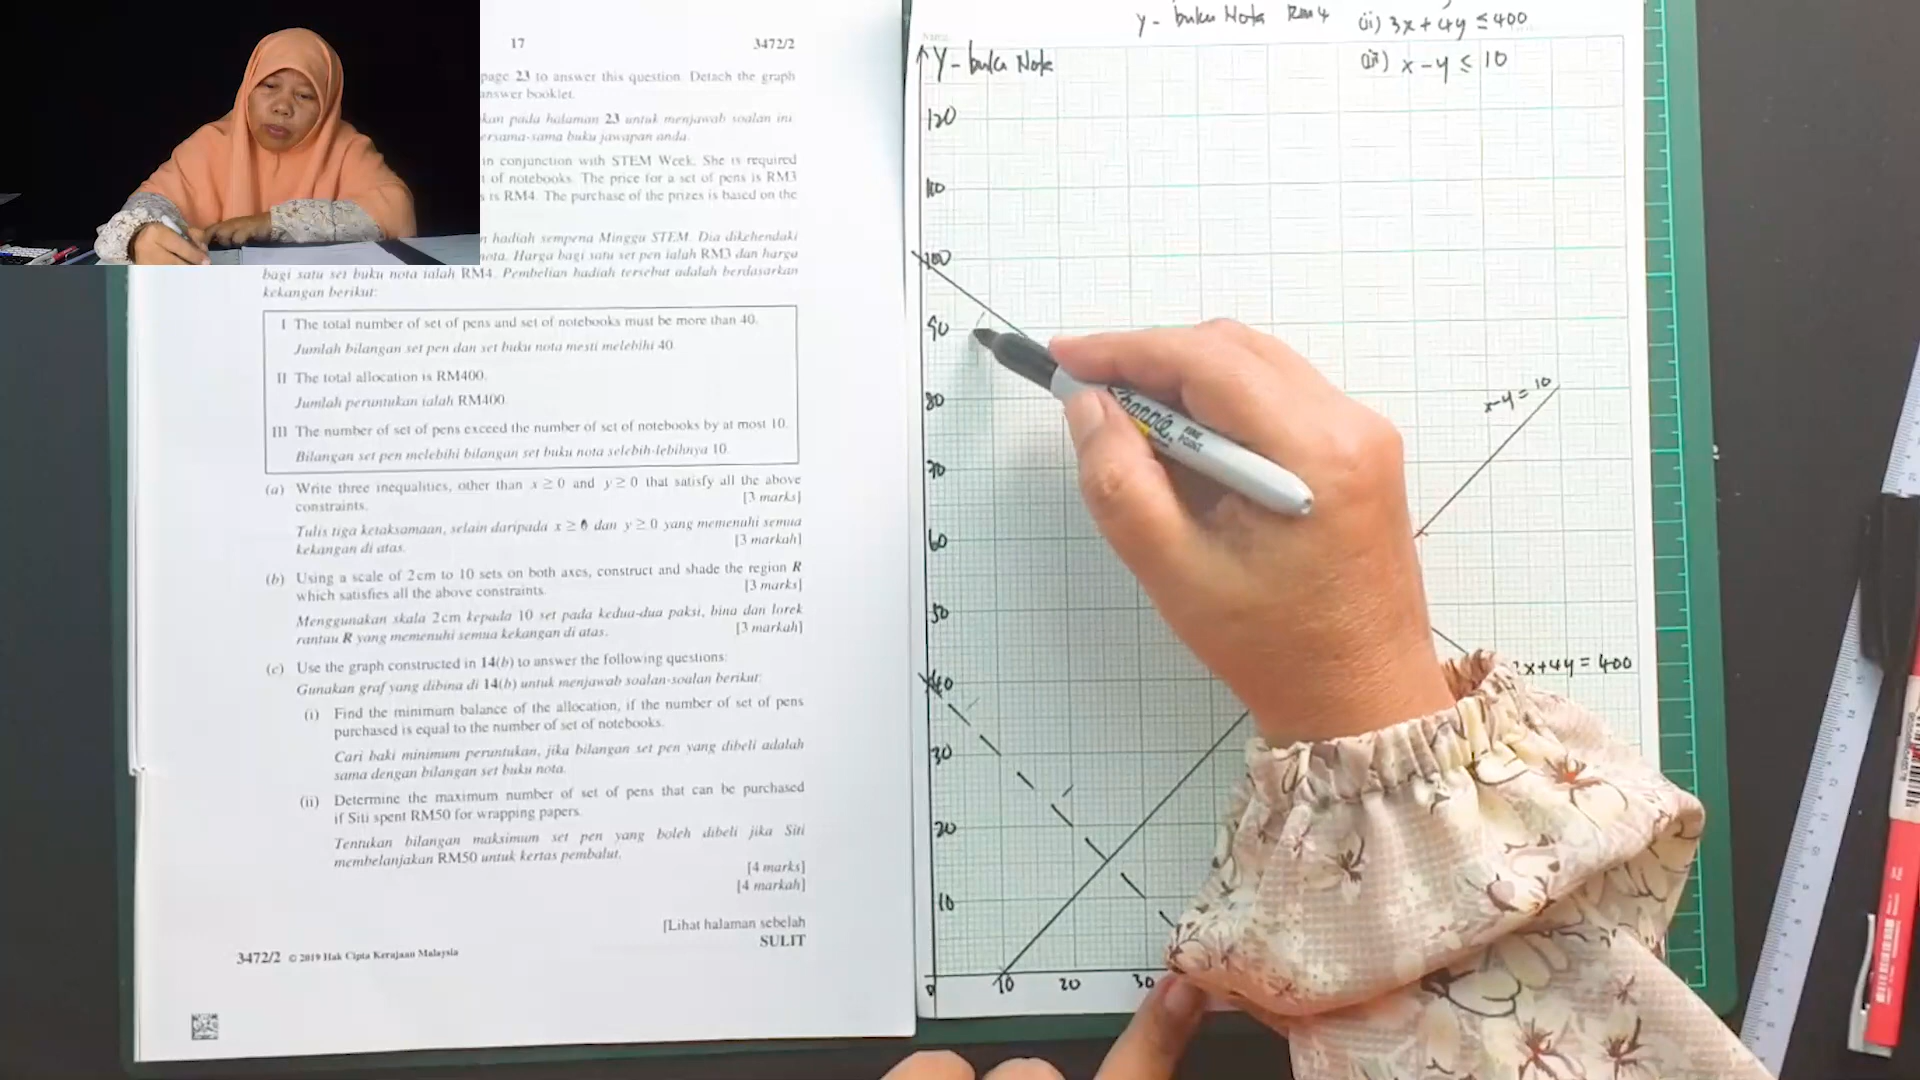 17 3472/2
page 23 to answer this question. Detach the graph
answer booklet.
kan pada halaman 23 untuk menjawab soalan ini.
ersama-sama buku jawapan anda.
in conjunction with STEM Week. She is required
t of notebooks. The price for a set of pens is RM3
s is RM4. The purchase of the prizes is based on the
n hadiah sempena Minggu STEM. Dia dikehendaki
nota. Harga bagi satu set pen ialah RM3 dan harga
bagi satu set buku nota ialah RM4. Pembelian hadiah tersebut adalah berdasarkan
kekangan berikut:
I The total number of set of pens and set of notebooks must be more than 40.
Jumlah bilangan set pen dan set buku nota mesti melebihi 40.
II The total allocation is RM400.
Jumlah peruntukan ialah RM400.
III The number of set of pens exceed the number of set of notebooks by at most 10.
Bilangan set pen melebihi bilangan set buku nota selebih-lebihnya 10.
(a) Write three inequalities, other than x ≥ 0 and y ≥ 0 that satisfy all the above
constraints. [3 marks]
Tulis tiga ketaksamaan, selain daripada x ≥ 0 dan y ≥ 0 yang memenuhi semua
kekangan di atas. [3 markah]
(b) Using a scale of 2 cm to 10 sets on both axes, construct and shade the region R
which satisfies all the above constraints. [3 marks]
Menggunakan skala 2 cm kepada 10 set pada kedua-dua paksi, bina dan lorek
rantau R yang memenuhi semua kekangan di atas. [3 markah]
(c) Use the graph constructed in 14(b) to answer the following questions:
Gunakan graf yang dibina di 14(b) untuk menjawab soalan-soalan berikut:
(i) Find the minimum balance of the allocation, if the number of set of pens
purchased is equal to the number of set of notebooks.
Cari baki minimum peruntukan, jika bilangan set pen yang dibeli adalah
sama dengan bilangan set buku nota.
(ii) Determine the maximum number of set of pens that can be purchased
if Siti spent RM50 for wrapping papers.
Tentukan bilangan maksimum set pen yang boleh dibeli jika Siti
membelanjakan RM50 untuk kertas pembalut.
[4 marks]
[4 markah]
[Lihat halaman sebelah
SULIT
3472/2 © 2019 Hak Cipta Kerajaan Malaysia
y - buku Nota RM4 (ii) 3x + 4y ≤ 400
(iii) x - y ≤ 10
y - buku Nota
120
110
100
90
80
70
60
50
40
30
20
10
0 10 20 30
x - y = 10
3x + 4y = 400
Sharpie
FINE
POINT